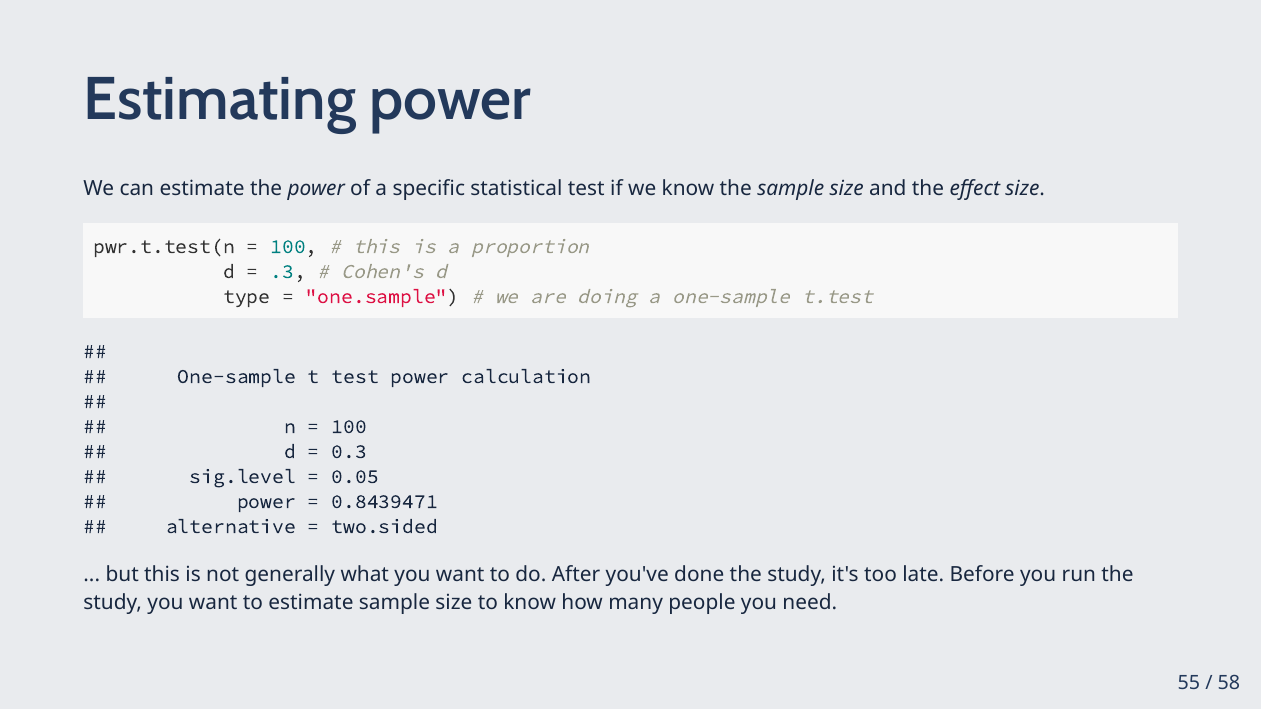 Estimating power
We can estimate the power of a specific statistical test if we know the sample size and the effect size.
pwr.t.test(n = 100, # this is a proportion
           d = .3, # Cohen's d
           type = "one.sample") # we are doing a one-sample t.test
##
##      One-sample t test power calculation
##
##               n = 100
##               d = 0.3
##       sig.level = 0.05
##           power = 0.8439471
##     alternative = two.sided
... but this is not generally what you want to do. After you've done the study, it's too late. Before you run the
study, you want to estimate sample size to know how many people you need.
55 / 58